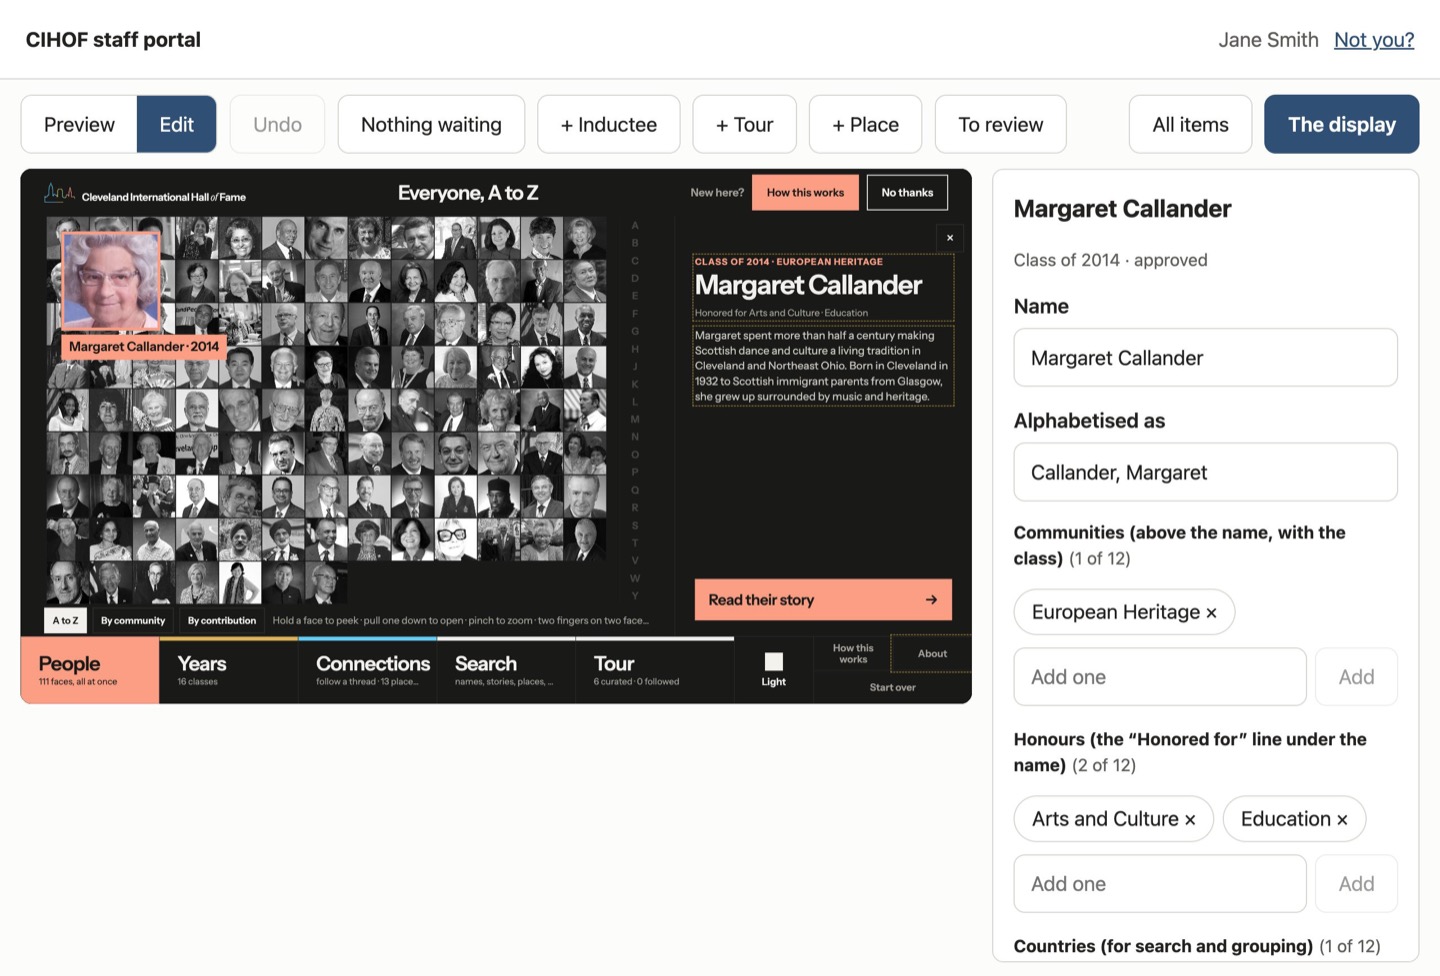 CIHOF staff portal
Jane Smith Not you?
Preview Edit Undo Nothing waiting + Inductee + Tour + Place To review All items The display
Cleveland International Hall of Fame
Everyone, A to Z
New here? How this works No thanks
×
Margaret Callander · 2014
A
B
C
D
E
F
G
H
J
K
L
M
N
O
P
Q
R
S
T
V
W
Y
CLASS OF 2014 · EUROPEAN HERITAGE
Margaret Callander
Honored for Arts and Culture · Education
Margaret spent more than half a century making
Scottish dance and culture a living tradition in
Cleveland and Northeast Ohio. Born in Cleveland in
1932 to Scottish immigrant parents from Glasgow,
she grew up surrounded by music and heritage.
Read their story →
A to Z By community By contribution Hold a face to peek · pull one down to open · pinch to zoom · two fingers on two face...
People
111 faces, all at once
Years
16 classes
Connections
follow a thread · 13 place...
Search
names, stories, places, ...
Tour
6 curated · 0 followed
Light
How this
works
About
Start over
Margaret Callander
Class of 2014 · approved
Name
Margaret Callander
Alphabetised as
Callander, Margaret
Communities (above the name, with the
class) (1 of 12)
European Heritage ×
Add one Add
Honours (the “Honored for” line under the
name) (2 of 12)
Arts and Culture × Education ×
Add one Add
Countries (for search and grouping) (1 of 12)